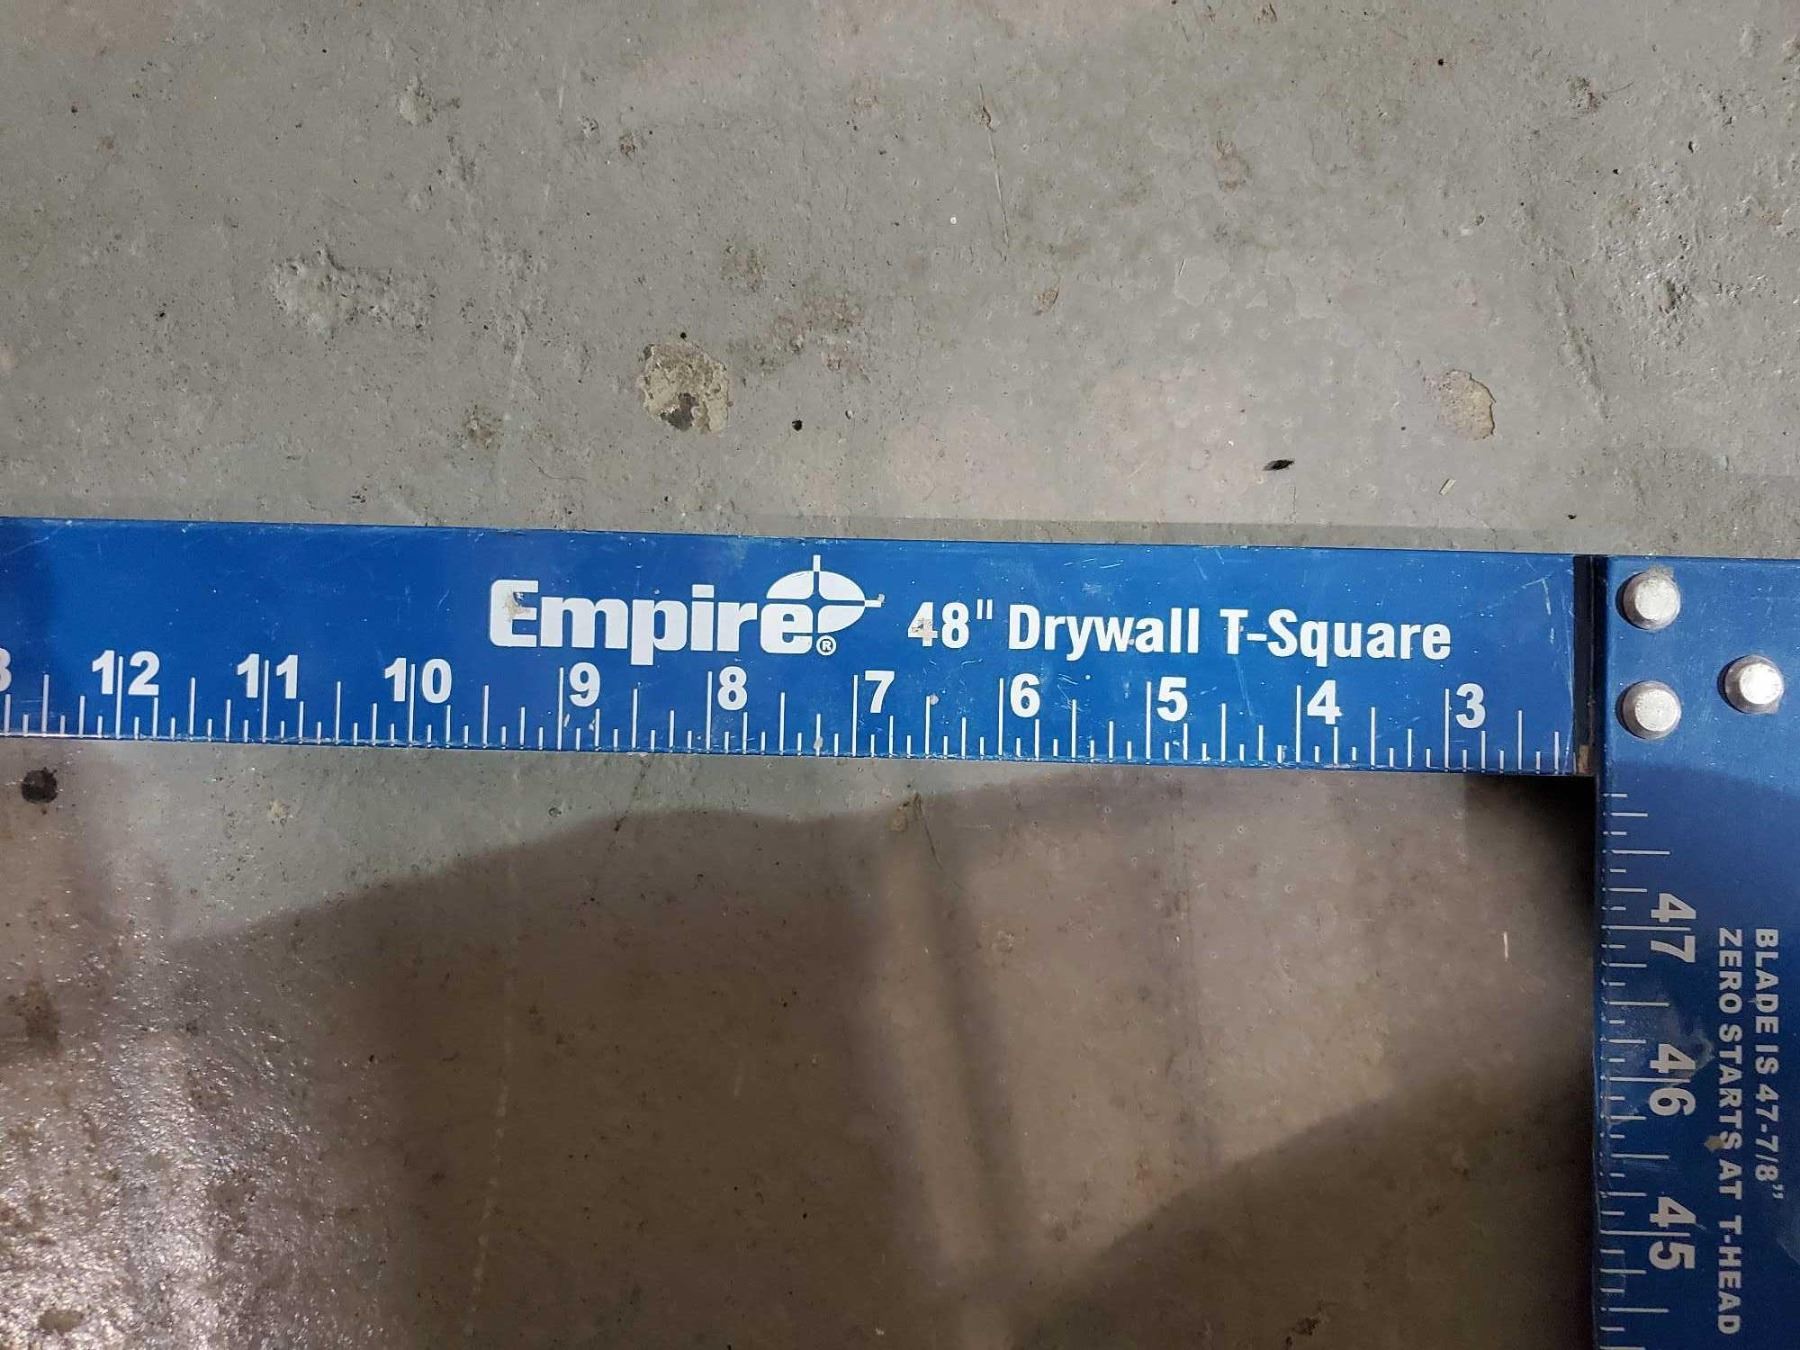 Empire® 48" Drywall T-Square
12 11 10 9 8 7 6 5 4 3
47 46 45
BLADE IS 47-7/8"
ZERO STARTS AT T-HEAD